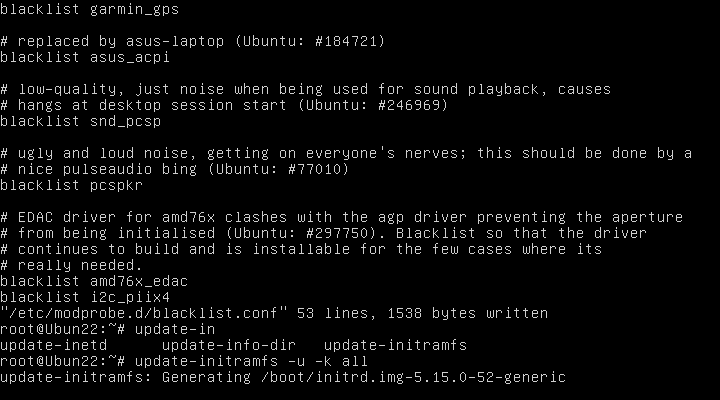 blacklist garmin_gps
# replaced by asus-laptop (Ubuntu: #184721)
blacklist asus_acpi
# low-quality, just noise when being used for sound playback, causes
# hangs at desktop session start (Ubuntu: #246969)
blacklist snd_pcsp
# ugly and loud noise, getting on everyone's nerves; this should be done by a
# nice pulseaudio bing (Ubuntu: #77010)
blacklist pcspkr
# EDAC driver for amd76x clashes with the agp driver preventing the aperture
# from being initialised (Ubuntu: #297750). Blacklist so that the driver
# continues to build and is installable for the few cases where its
# really needed.
blacklist amd76x_edac
blacklist i2c_piix4
"/etc/modprobe.d/blacklist.conf" 53 lines, 1538 bytes written
root@Ubun22:~# update-in
update-inetd       update-info-dir    update-initramfs
root@Ubun22:~# update-initramfs -u -k all
update-initramfs: Generating /boot/initrd.img-5.15.0-52-generic